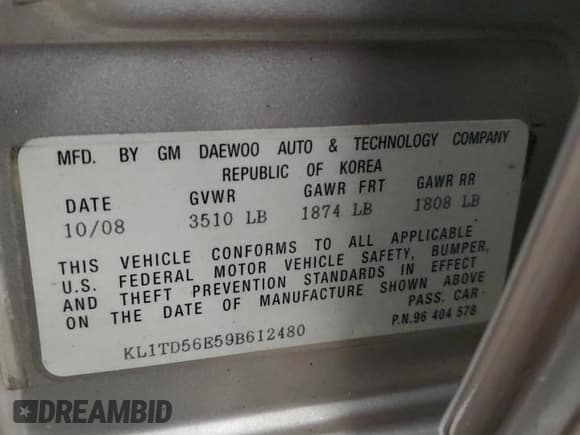 MFD. BY GM DAEWOO AUTO & TECHNOLOGY COMPANY
REPUBLIC OF KOREA
DATE GVWR GAWR FRT GAWR RR
10/08 3510 LB 1874 LB 1808 LB
THIS VEHICLE CONFORMS TO ALL APPLICABLE
U.S. FEDERAL MOTOR VEHICLE SAFETY, BUMPER,
AND THEFT PREVENTION STANDARDS IN EFFECT
ON THE DATE OF MANUFACTURE SHOWN ABOVE
PASS. CAR
KL1TD56E59B612480 P.N.96 404 578
DREAMBID